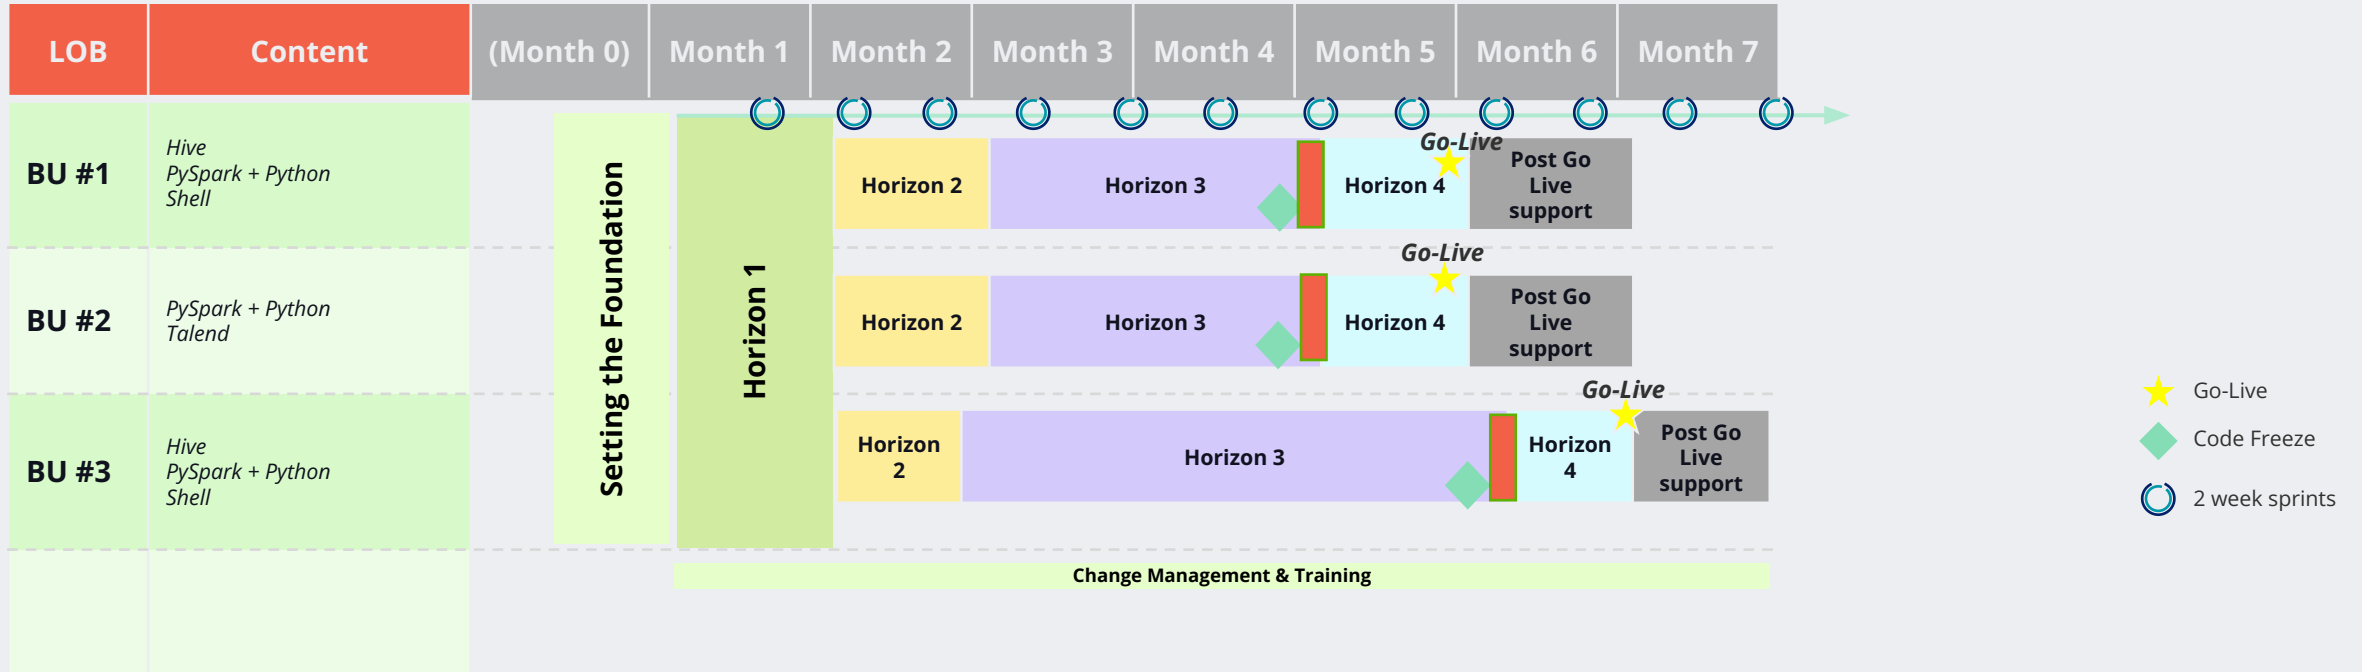 LOB
Content
(Month 0)
Month 1
Month 2
Month 3
Month 4
Month 5
Month 6
Month 7
BU #1
Hive
PySpark + Python
Shell
Setting the Foundation
Horizon 1
Horizon 2
Horizon 3
Horizon 4
Go-Live
Post Go
Live
support
BU #2
PySpark + Python
Talend
Horizon 2
Horizon 3
Horizon 4
Go-Live
Post Go
Live
support
BU #3
Hive
PySpark + Python
Shell
Horizon
2
Horizon 3
Horizon
4
Go-Live
Post Go
Live
support
Change Management & Training
Go-Live
Code Freeze
2 week sprints